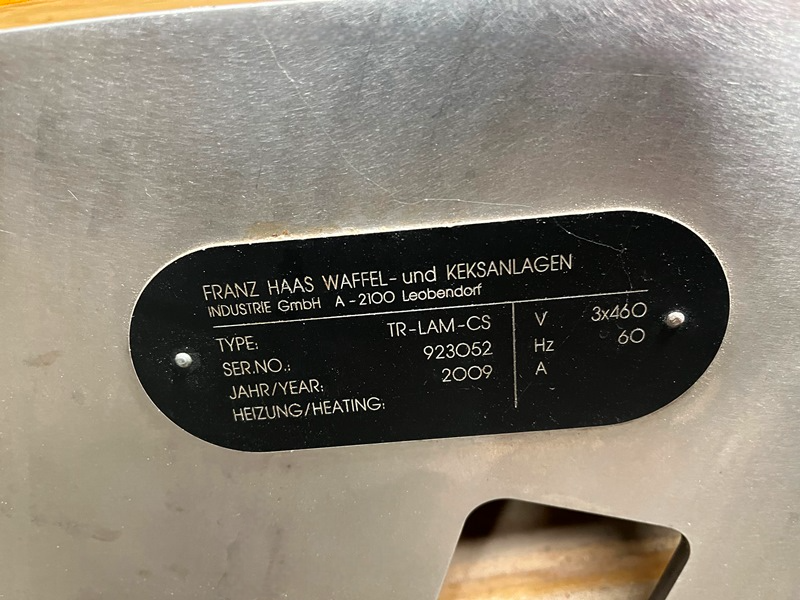 FRANZ HAAS WAFFEL- und KEKSANLAGEN
INDUSTRIE GmbH A-2100 Leobendorf
TYPE: TR-LAM-CS
SER.NO.: 923052
JAHR/YEAR: 2009
HEIZUNG/HEATING:
V 3x460
Hz 60
A